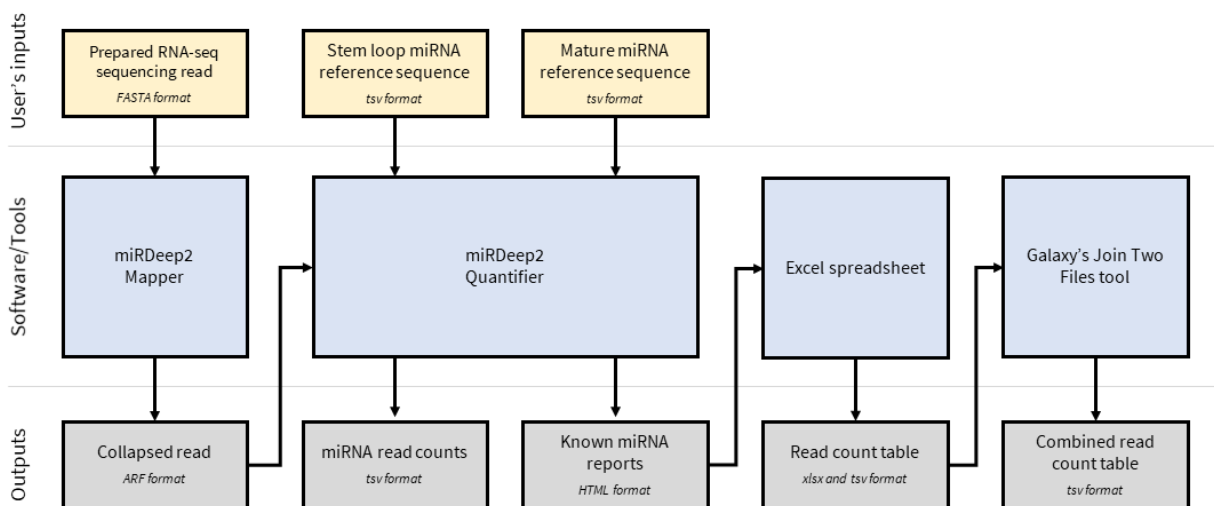 User's inputs
Prepared RNA-seq
sequencing read
FASTA format
Stem loop miRNA
reference sequence
tsv format
Mature miRNA
reference sequence
tsv format
Software/Tools
miRDeep2
Mapper
miRDeep2
Quantifier
Excel spreadsheet
Galaxy's Join Two
Files tool
Outputs
Collapsed read
ARF format
miRNA read counts
tsv format
Known miRNA
reports
HTML format
Read count table
xlsx and tsv format
Combined read
count table
tsv format